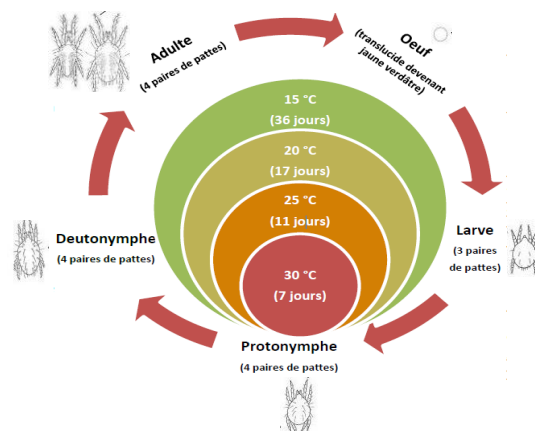 Adulte
(4 paires de pattes)
Oeuf
(translucide devenant
jaune verdâtre)
15 °C
(36 jours)
20 °C
(17 jours)
25 °C
(11 jours)
30 °C
(7 jours)
Larve
(3 paires
de pattes)
Protonymphe
(4 paires de pattes)
Deutonymphe
(4 paires de pattes)